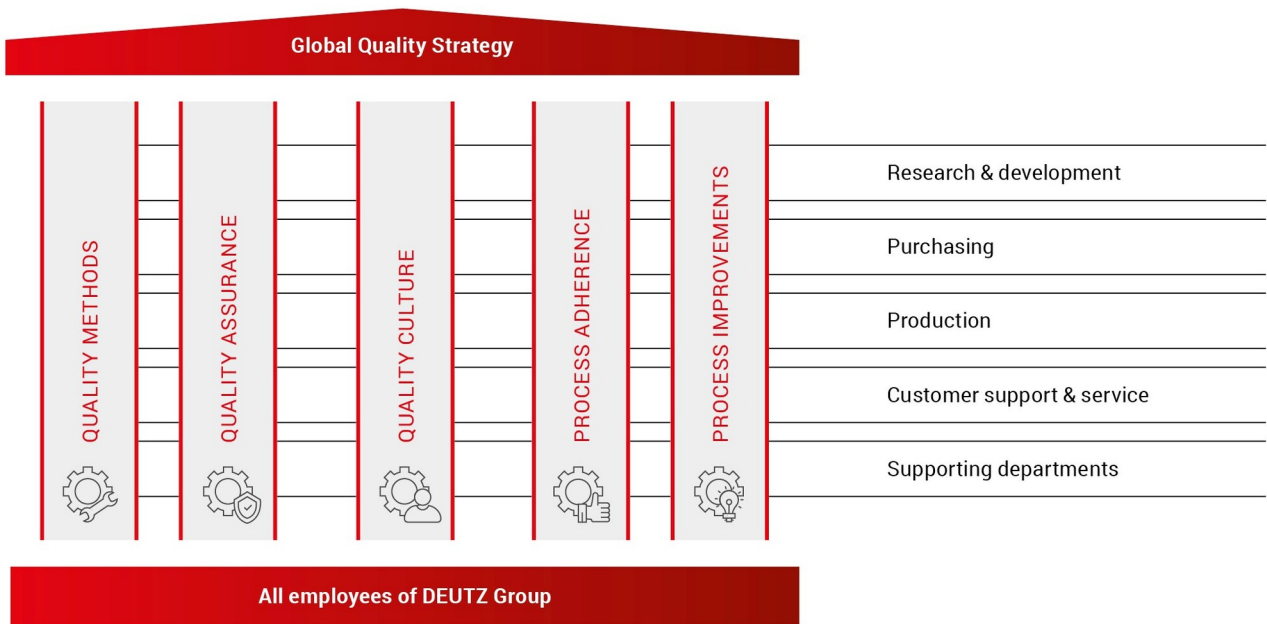 Global Quality Strategy
QUALITY METHODS
QUALITY ASSURANCE
QUALITY CULTURE
PROCESS ADHERENCE
PROCESS IMPROVEMENTS
Research & development
Purchasing
Production
Customer support & service
Supporting departments
All employees of DEUTZ Group